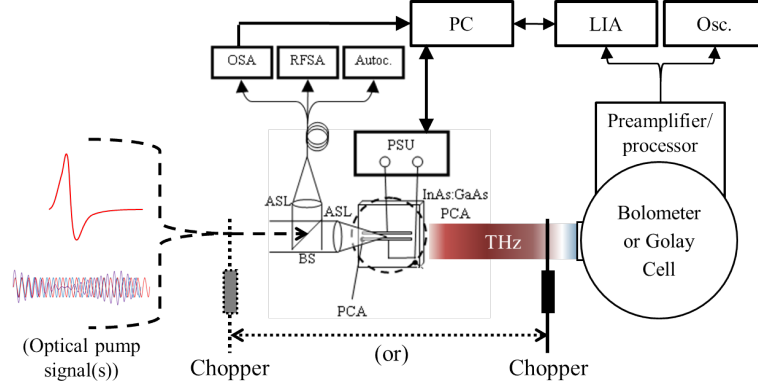 PC
LIA
Osc.
OSA
RFSA
Autoc.
Preamplifier/
processor
PSU
InAs:GaAs
PCA
ASL
ASL
THz
Bolometer
or Golay
Cell
BS
PCA
(Optical pump
signal(s))
Chopper
(or)
Chopper